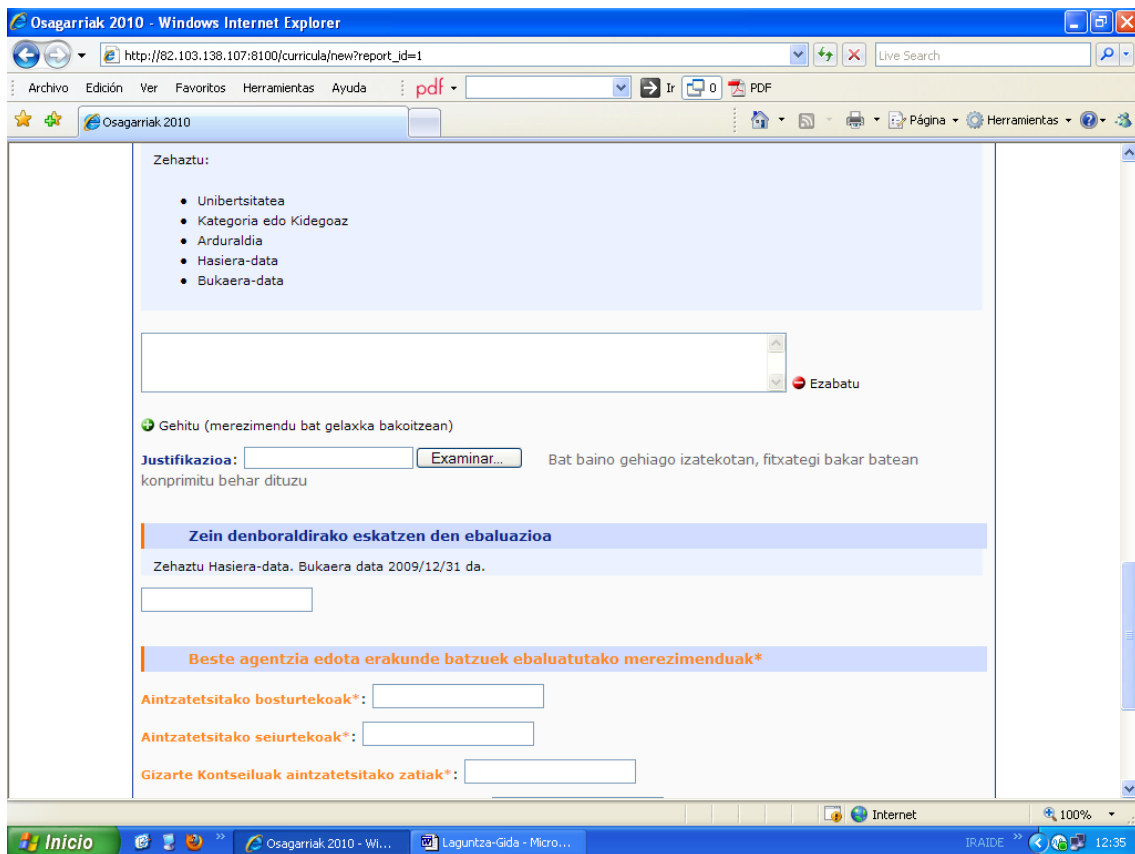 Osagarriak 2010 - Windows Internet Explorer
http://82.103.138.107:8100/curricula/new?report_id=1
Live Search
Archivo Edición Ver Favoritos Herramientas Ayuda pdf Ir 0 PDF
Osagarriak 2010 Página Herramientas
Zehaztu:
• Unibertsitatea
• Kategoria edo Kidegoaz
• Arduraldia
• Hasiera-data
• Bukaera-data
Ezabatu
Gehitu (merezimendu bat gelaxka bakoitzean)
Justifikazioa: Examinar... Bat baino gehiago izatekotan, fitxategi bakar batean
konprimitu behar dituzu
Zein denboraldirako eskatzen den ebaluazioa
Zehaztu Hasiera-data. Bukaera data 2009/12/31 da.
Beste agentzia edota erakunde batzuek ebaluatutako merezimenduak*
Aintzatetsitako bosturtekoak*:
Aintzatetsitako seiurtekoak*:
Gizarte Kontseiluak aintzatetsitako zatiak*:
Internet 100%
Inicio Osagarriak 2010 - Wi... Laguntza-Gida - Micro... IRAIDE 12:35